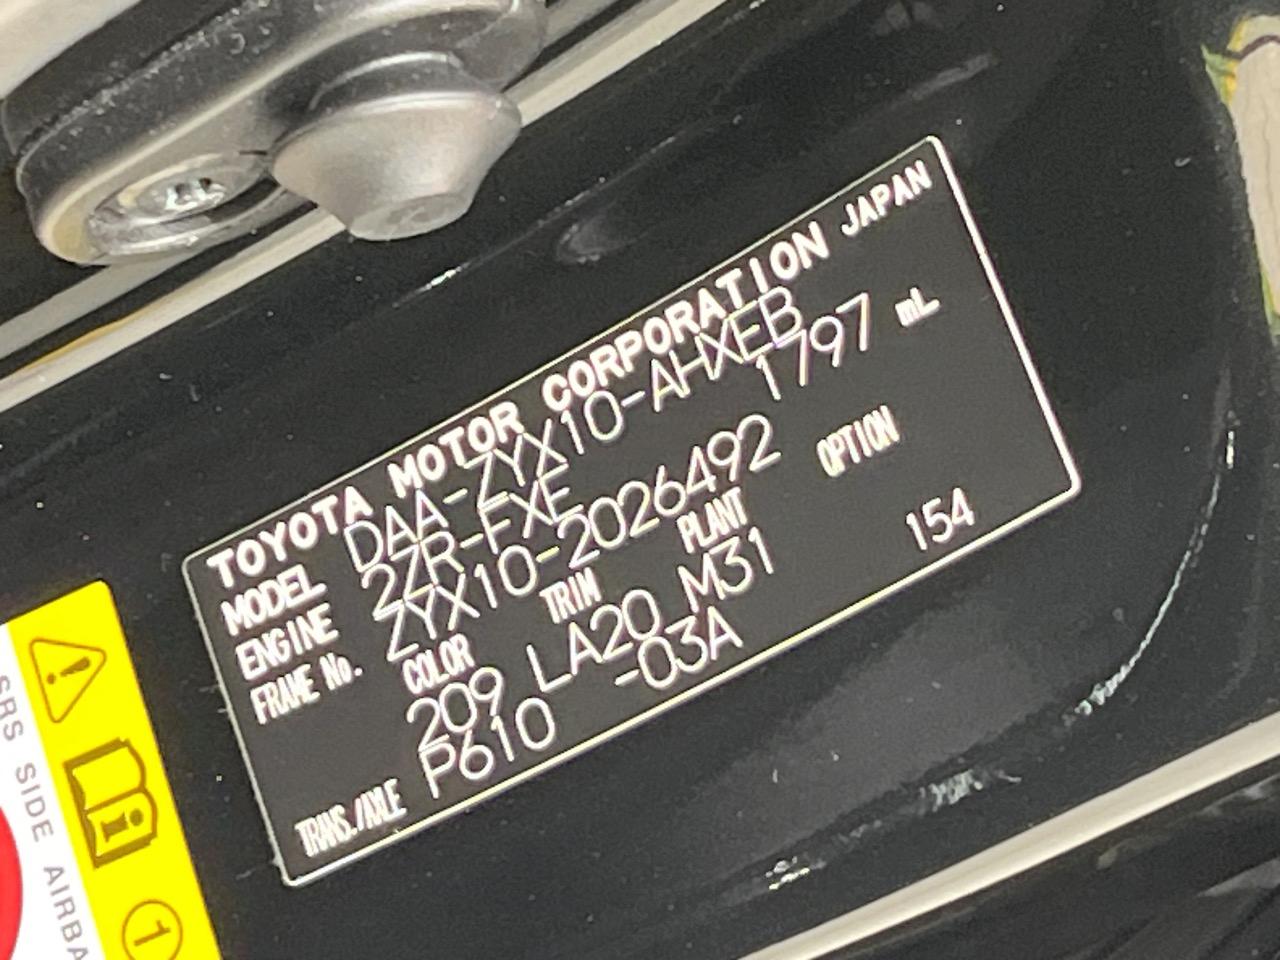 TOYOTA MOTOR CORPORATION JAPAN
MODEL DAA-ZYX10-AHXEB
ENGINE 2ZR-FXE 1797 mL
FRAME No. ZYX10-2026492
COLOR TRIM PLANT OPTION
209 LA20 M31 154
TRANS./AXLE P610 -03A
SRS SIDE AIRBA
1